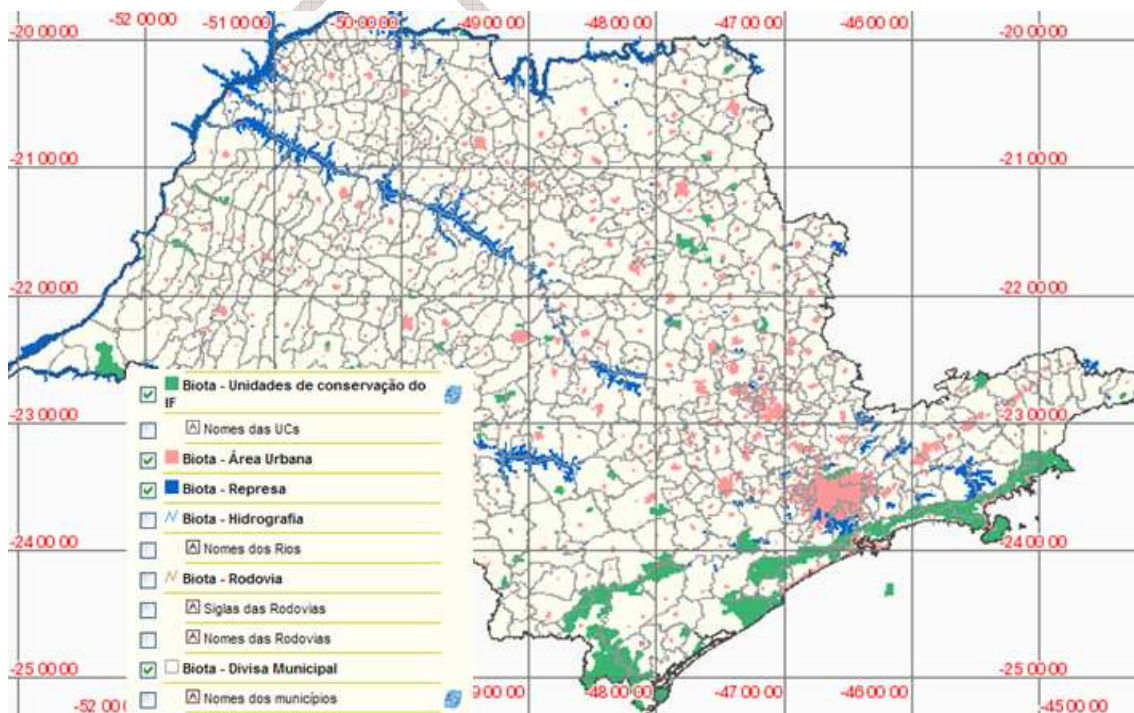 -52 00 00 -51 00 00 -50 00 00 -49 00 00 -48 00 00 -47 00 00 -46 00 00
-20 00 00 -20 00 00
-21 00 00 -21 00 00
-22 00 00 -22 00 00
Biota - Unidades de conservação do
IF
-23 00 00 -23 00 00
Nomes das UCs
Biota - Área Urbana
Biota - Represa
Biota - Hidrografia
Nomes dos Rios
-24 00 00 -24 00 00
Biota - Rodovia
Siglas das Rodovias
Nomes das Rodovias
Biota - Divisa Municipal
-25 00 00 -25 00 00
Nomes dos municípios
-52 00 900 00 -48 00 00 -47 00 00 -46 00 00 -45 00 00